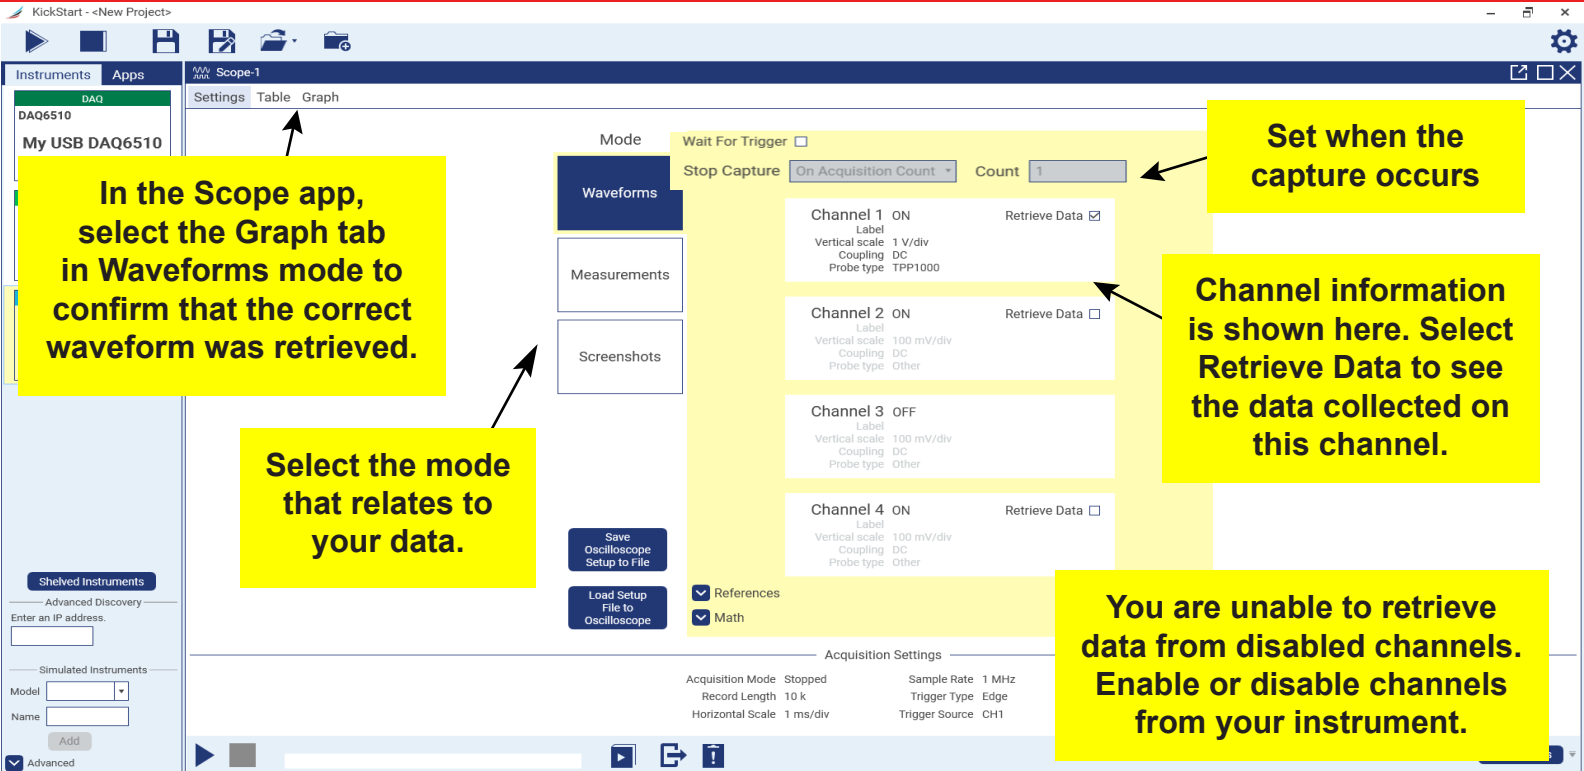 KickStart - <New Project>
Instruments Apps
Scope-1
Settings Table Graph
DAQ
DAQ6510
My USB DAQ6510
In the Scope app,
select the Graph tab
in Waveforms mode to
confirm that the correct
waveform was retrieved.
Mode
Waveforms
Measurements
Screenshots
Select the mode
that relates to
your data.
Save
Oscilloscope
Setup to File
Load Setup
File to
Oscilloscope
Wait For Trigger
Stop Capture On Acquisition Count Count 1
Set when the
capture occurs
Channel 1 ON Retrieve Data
Label
Vertical scale 1 V/div
Coupling DC
Probe type TPP1000
Channel 2 ON Retrieve Data
Label
Vertical scale 100 mV/div
Coupling DC
Probe type Other
Channel 3 OFF
Label
Vertical scale 100 mV/div
Coupling DC
Probe type Other
Channel 4 ON Retrieve Data
Label
Vertical scale 100 mV/div
Coupling DC
Probe type Other
Channel information
is shown here. Select
Retrieve Data to see
the data collected on
this channel.
References
Math
You are unable to retrieve
data from disabled channels.
Enable or disable channels
from your instrument.
Shelved Instruments
Advanced Discovery
Enter an IP address.
Simulated Instruments
Model
Name
Add
Advanced
Acquisition Settings
Acquisition Mode Stopped Sample Rate 1 MHz
Record Length 10 k Trigger Type Edge
Horizontal Scale 1 ms/div Trigger Source CH1